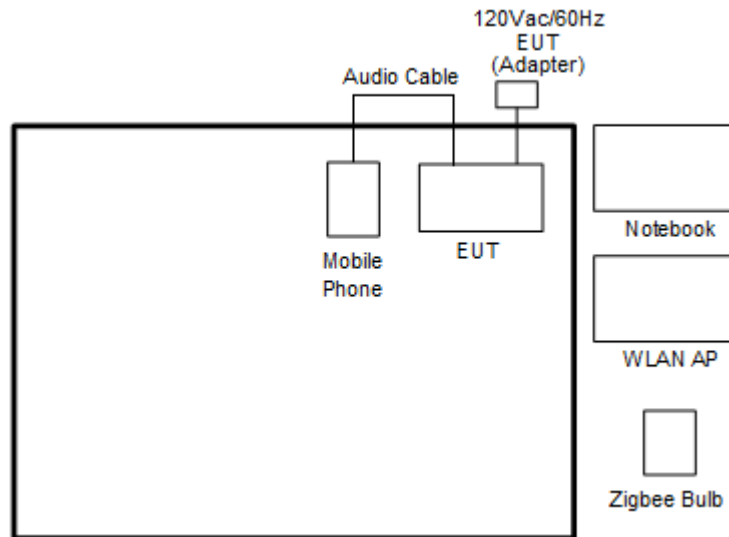 120Vac/60Hz
EUT
(Adapter)
Audio Cable
Mobile
Phone
EUT
Notebook
WLAN AP
Zigbee Bulb